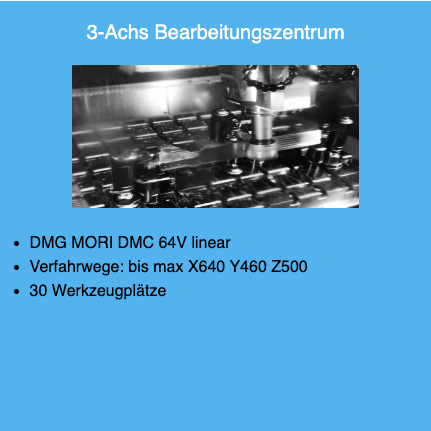 3-Achs Bearbeitungszentrum
DMG MORI DMC 64V linear
Verfahrwege: bis max X640 Y460 Z500
30 Werkzeugplätze